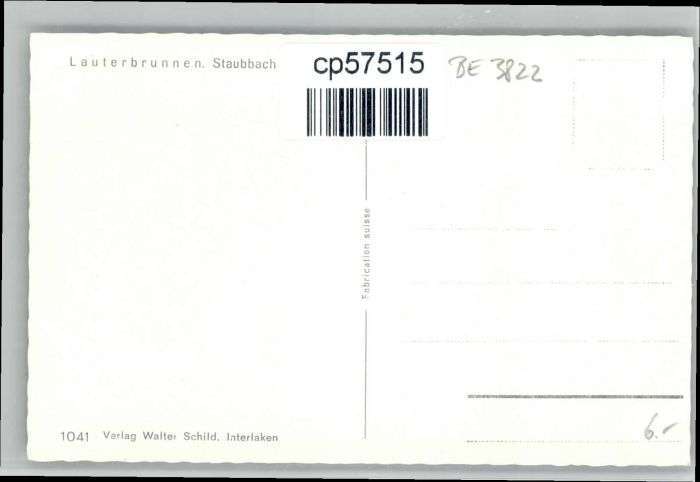 Lauterbrunnen. Staubbach
cp57515
BE 3822
Fabrication suisse
1041 Verlag Walter Schild, Interlaken
6.-